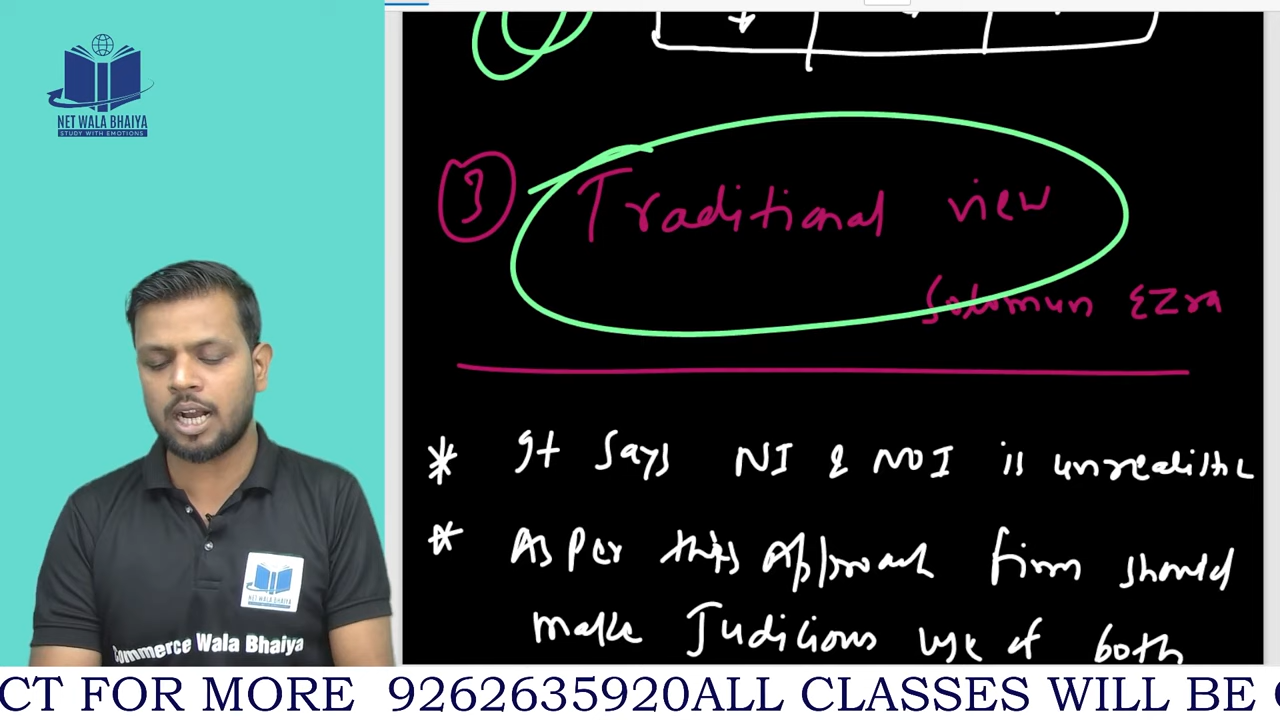 NET WALA BHAIYA
STUDY WITH EMOTIONS
3 Traditional view
Solomun Ezra
* It says NI & NOI is unrealistic
* As per this approach firm should
make Judicious use of both
NET WALA BHAIYA
Commerce Wala Bhaiya
CT FOR MORE 9262635920ALL CLASSES WILL BE